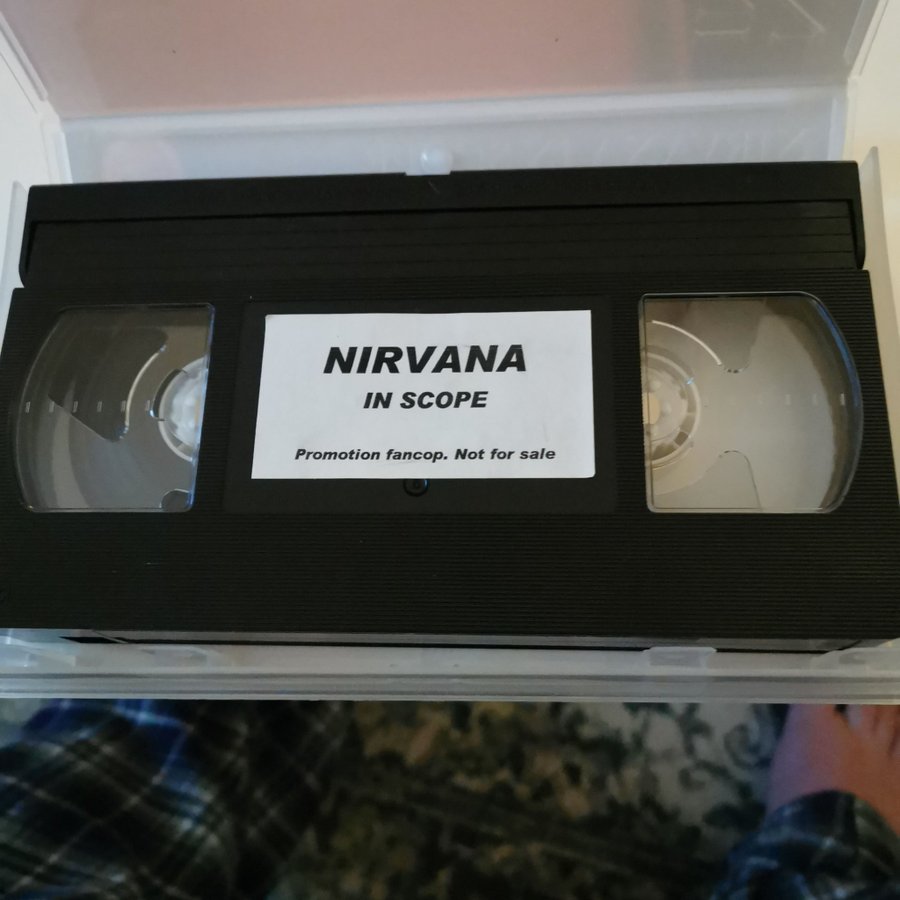 NIRVANA
IN SCOPE
Promotion fancop. Not for sale